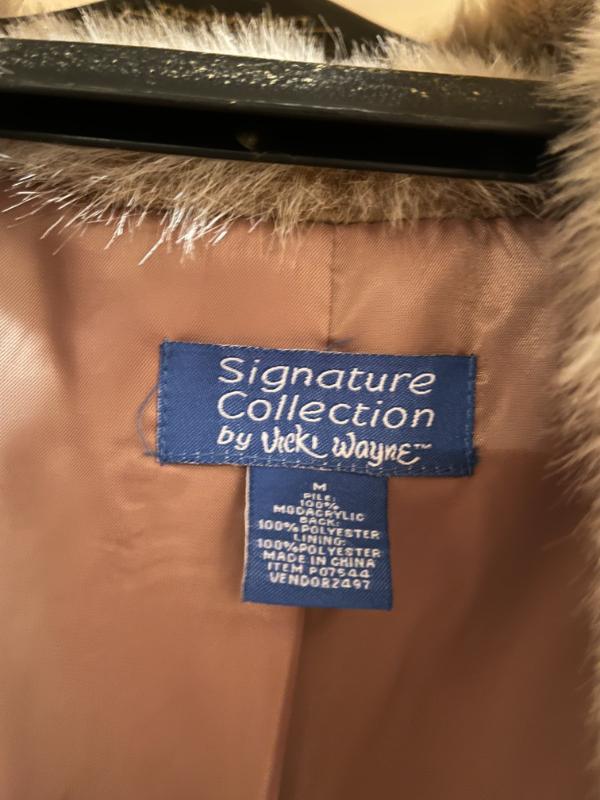 Signature
Collection
by Vicki Wayne™
M
PILE:
100%
MODACRYLIC
BACK:
100%POLYESTER
LINING:
100%POLYESTER
MADE IN CHINA
ITEM P07544
VENDO82497